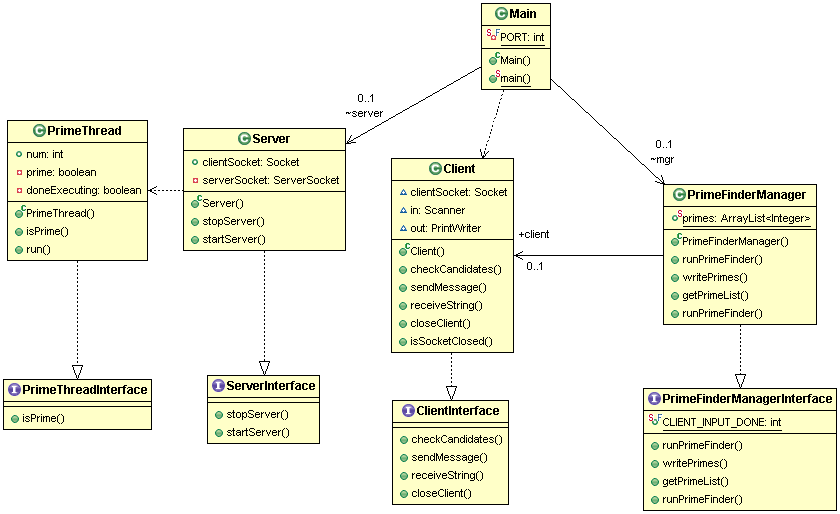 Main
PORT: int
Main()
main()
0..1
~server
0..1
~mgr
PrimeThread
num: int
prime: boolean
doneExecuting: boolean
PrimeThread()
isPrime()
run()
Server
clientSocket: Socket
serverSocket: ServerSocket
Server()
stopServer()
startServer()
Client
clientSocket: Socket
in: Scanner
out: PrintWriter
Client()
checkCandidates()
sendMessage()
receiveString()
closeClient()
isSocketClosed()
+client
0..1
PrimeFinderManager
primes: ArrayList<Integer>
PrimeFinderManager()
runPrimeFinder()
writePrimes()
getPrimeList()
runPrimeFinder()
PrimeThreadInterface
isPrime()
ServerInterface
stopServer()
startServer()
ClientInterface
checkCandidates()
sendMessage()
receiveString()
closeClient()
PrimeFinderManagerInterface
CLIENT_INPUT_DONE: int
runPrimeFinder()
writePrimes()
getPrimeList()
runPrimeFinder()